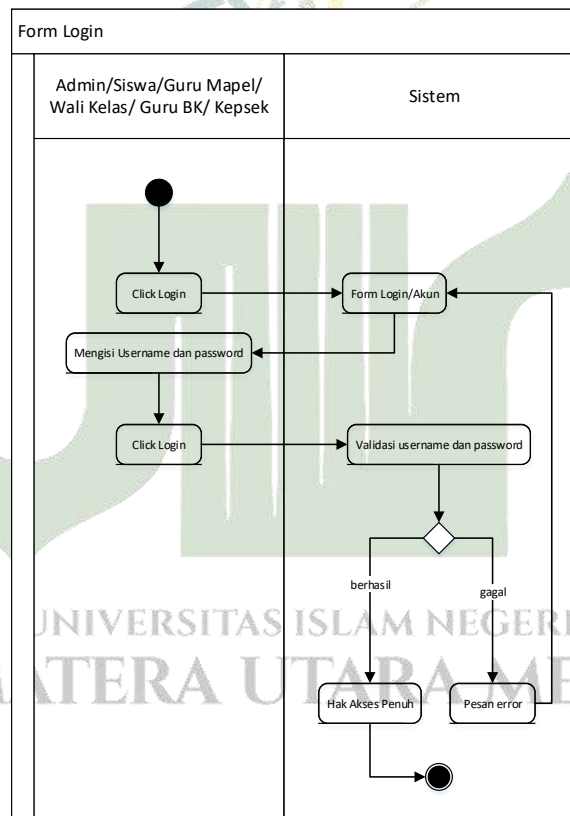 Form Login
Admin/Siswa/Guru Mapel/
Wali Kelas/ Guru BK/ Kepsek
Sistem
Click Login
Form Login/Akun
Mengisi Username dan password
Click Login
Validasi username dan password
berhasil
gagal
UNIVERSITAS ISLAM NEGERI
MATERA UTARA ME
Hak Akses Penuh
Pesan error